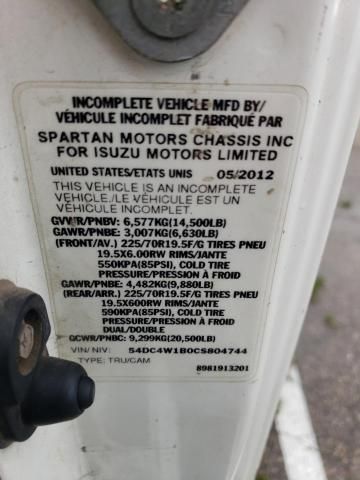 INCOMPLETE VEHICLE MFD BY/
VÉHICULE INCOMPLET FABRIQUÉ PAR
SPARTAN MOTORS CHASSIS INC
FOR ISUZU MOTORS LIMITED
UNITED STATES/ETATS UNIS 05/2012
THIS VEHICLE IS AN INCOMPLETE
VEHICLE./LE VÉHICULE EST UN
VÉHICULE INCOMPLET
GVWR/PNBV: 6,577KG(14,500LB)
GAWR/PNBE: 3,007KG(6,630LB)
(FRONT/AV.) 225/70R19.5F/G TIRES PNEU
19.5X6.00RW RIMS/JANTE
550KPA(85PSI), COLD TIRE
PRESSURE/PRESSION A FROID
GAWR/PNBE: 4,482KG(9,880LB)
(REAR/ARR.) 225/70R19.5F/G TIRES PNEU
19.5X600RW RIMS/JANTE
590KPA(85PSI), COLD TIRE
PRESSURE/PRESSION A FROID
DUAL/DOUBLE
GCWR/PNBC: 9,299KG(20,500LB)
VIN/NIV: 54DC4W1B0CS804744
TYPE: TRU/CAM
8981913201